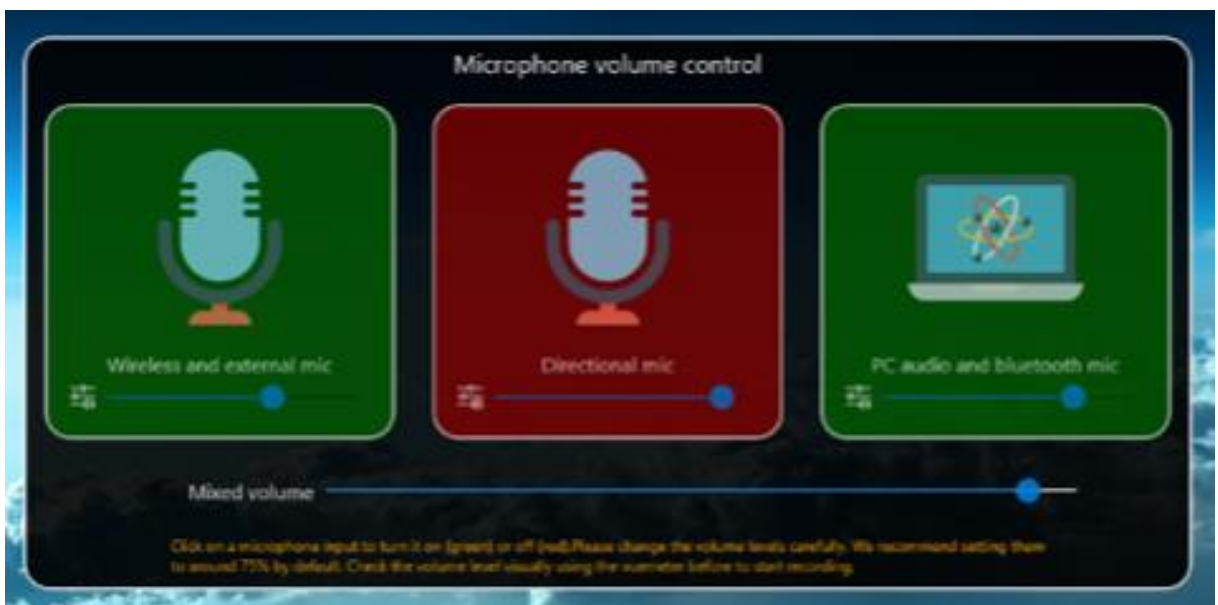 Microphone volume control
Wireless and external mic
Directional mic
PC audio and bluetooth mic
Mixed volume
Click on a microphone input to turn it on (green) or off (red).Please change the volume levels carefully. We recommend setting them
to around 75% by default. Check the volume level visually using the vuemeter before to start recording.